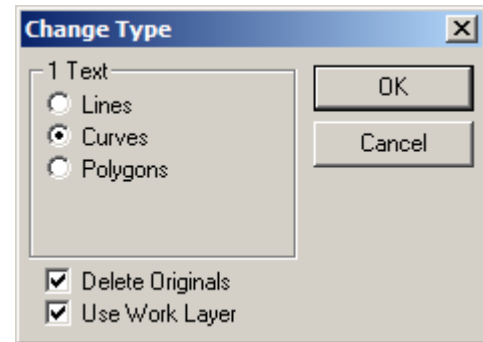 Change Type
1 Text
Lines
Curves
Polygons
OK
Cancel
Delete Originals
Use Work Layer